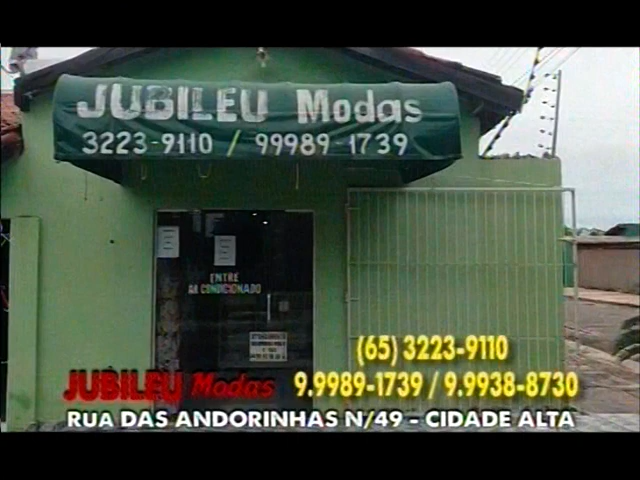 JUBILEU Modas
3223-9110 / 99989-1739
ENTRE
AR CONDICIONADO
(65) 3223-9110
JUBILEU Modas 9.9989-1739 / 9.9938-8730
RUA DAS ANDORINHAS N/49 - CIDADE ALTA